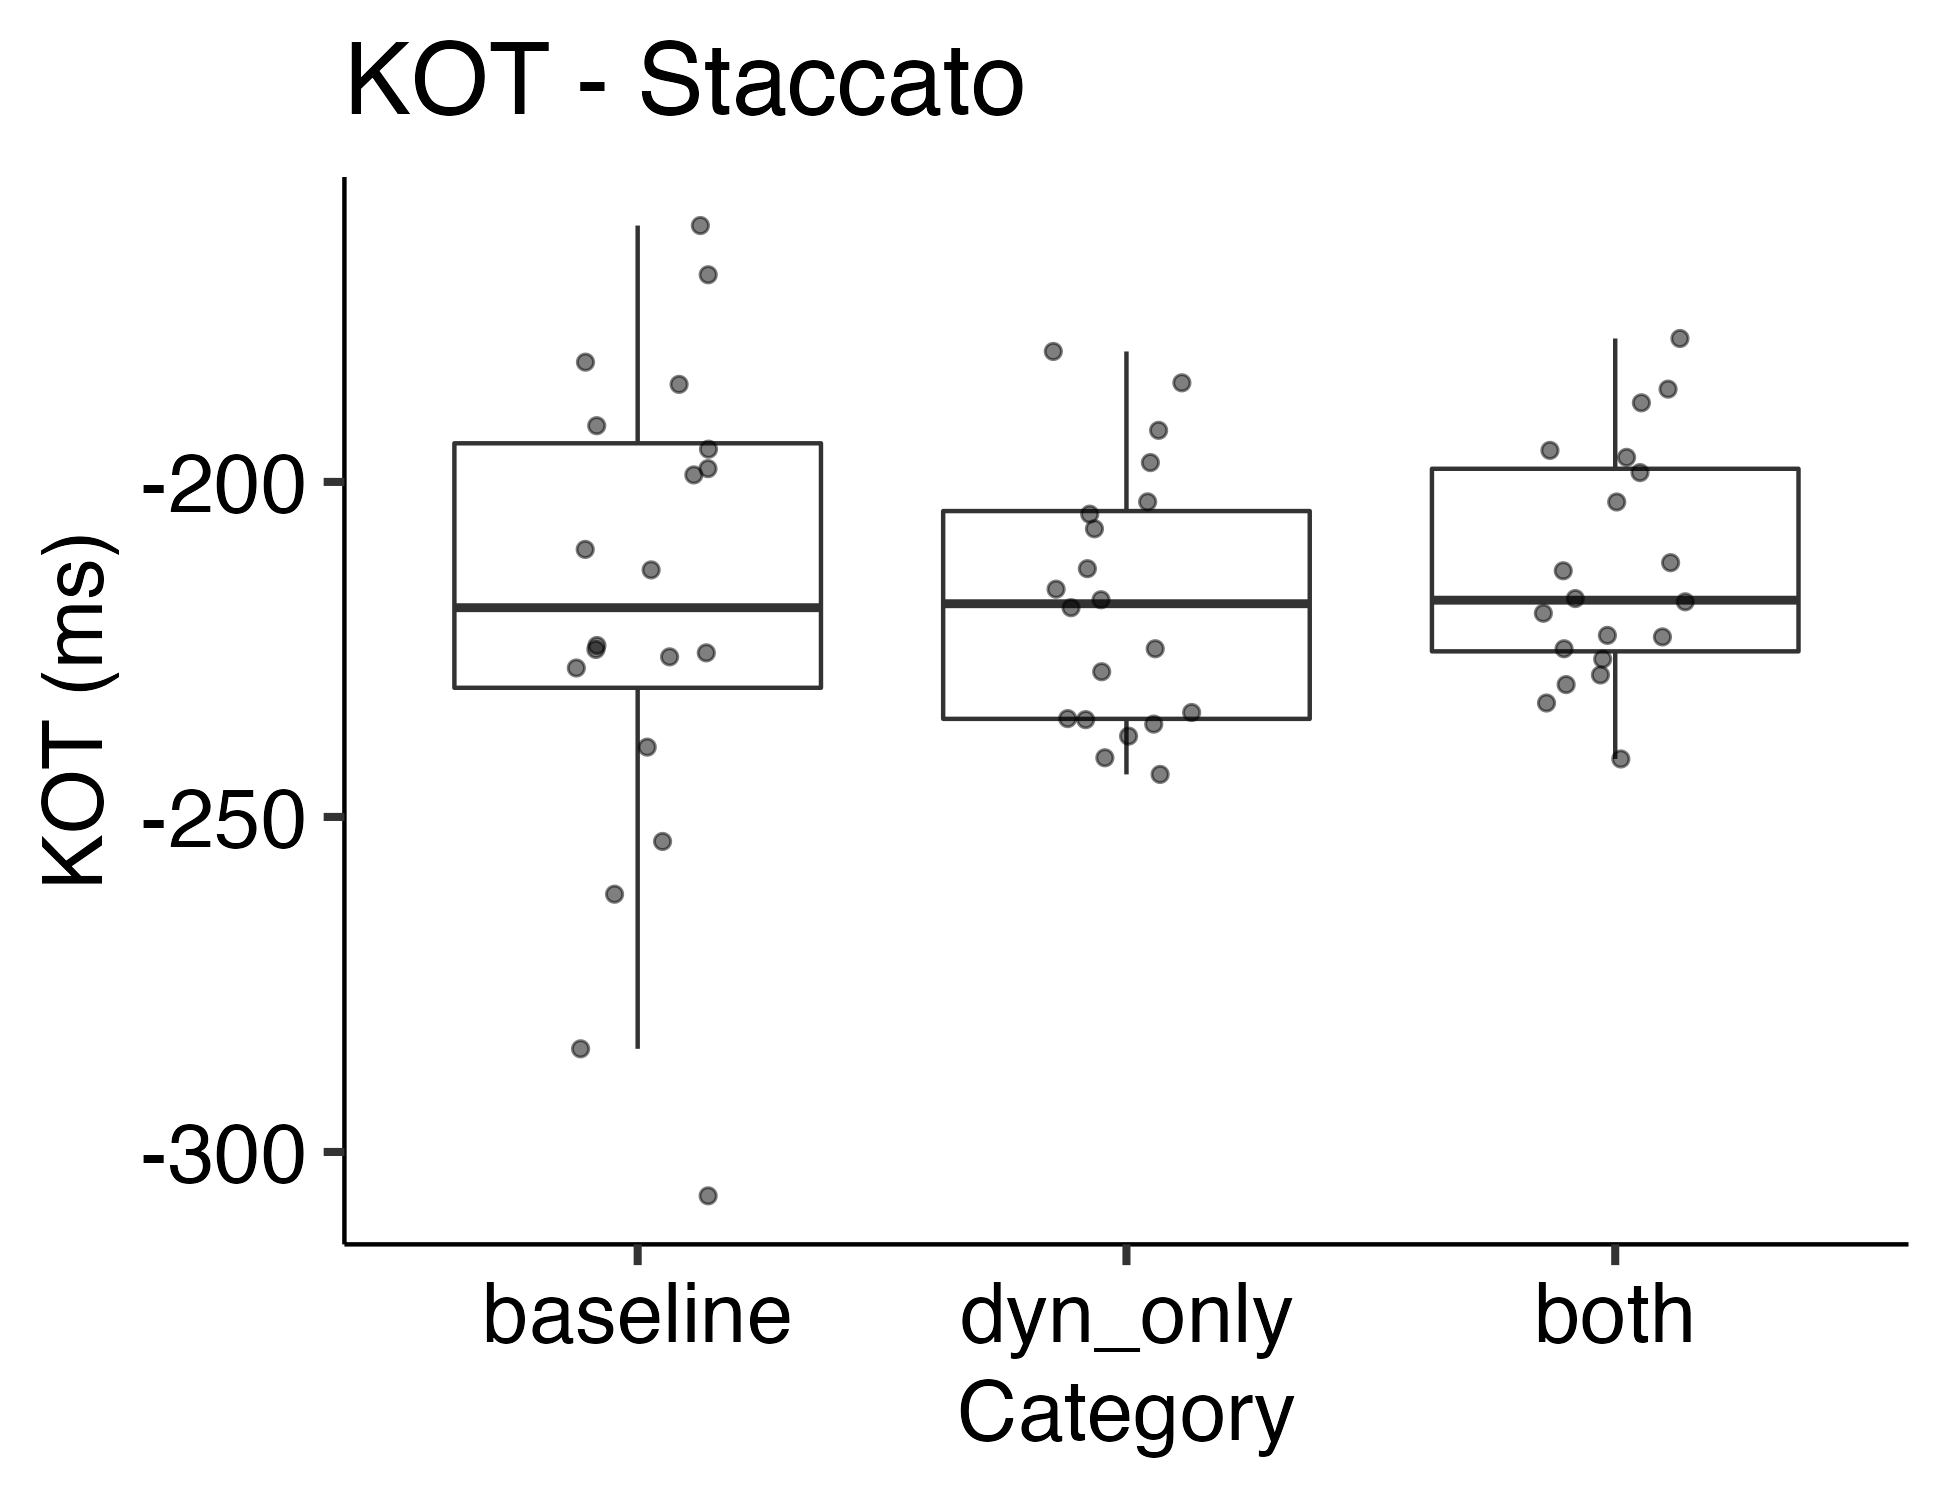 KOT - Staccato
KOT (ms)
-200
-250
-300
baseline
dyn_only
both
Category